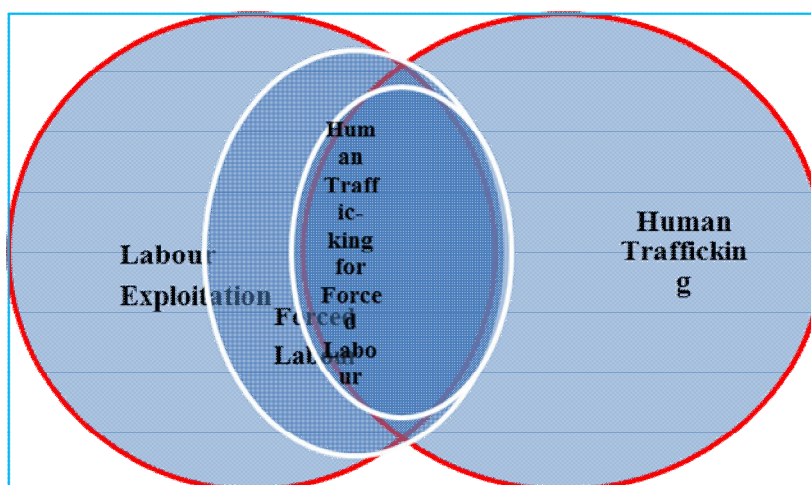 Labour
Exploitation
Forced
Labour
Hum
an
Traff
ic-
king
for
Force
d
Labo
ur
Human
Traffickin
g